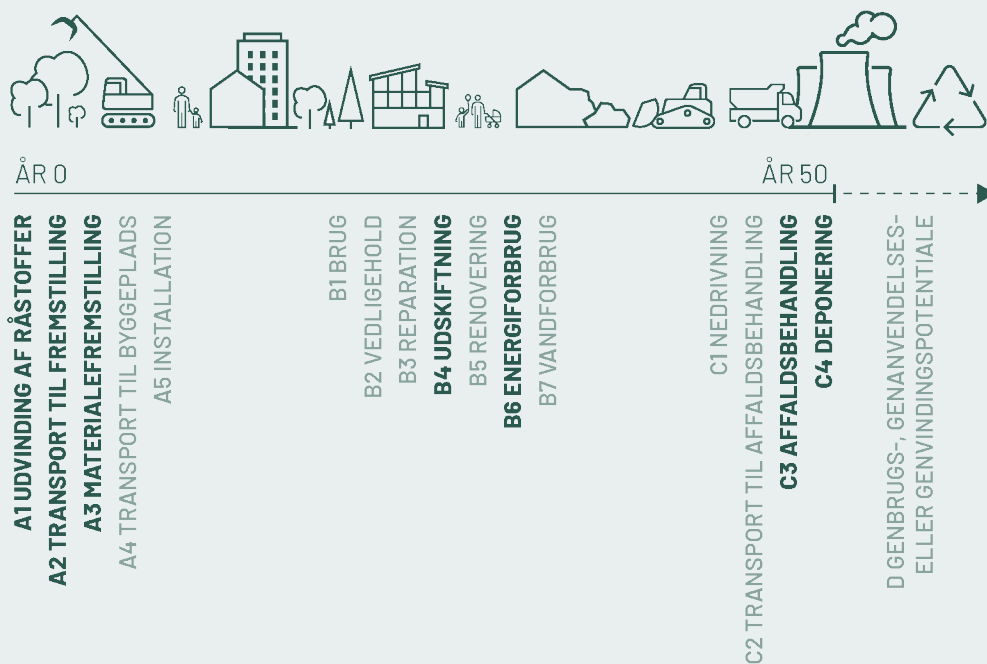 ÅR 0
ÅR 50
A1 UDVINDING AF RÅSTOFFER
A2 TRANSPORT TIL FREMSTILLING
A3 MATERIALEFREMSTILLING
A4 TRANSPORT TIL BYGGEPLADS
A5 INSTALLATION
B1 BRUG
B2 VEDLIGEHOLD
B3 REPARATION
B4 UDSKIFTNING
B5 RENOVERING
B6 ENERGIFORBRUG
B7 VANDFORBRUG
C1 NEDRIVNING
C2 TRANSPORT TIL AFFALDSBEHANDLING
C3 AFFALDSBEHANDLING
C4 DEPONERING
D GENBRUGS-, GENANVENDELSES-
ELLER GENVINDINGSPOTENTIALE